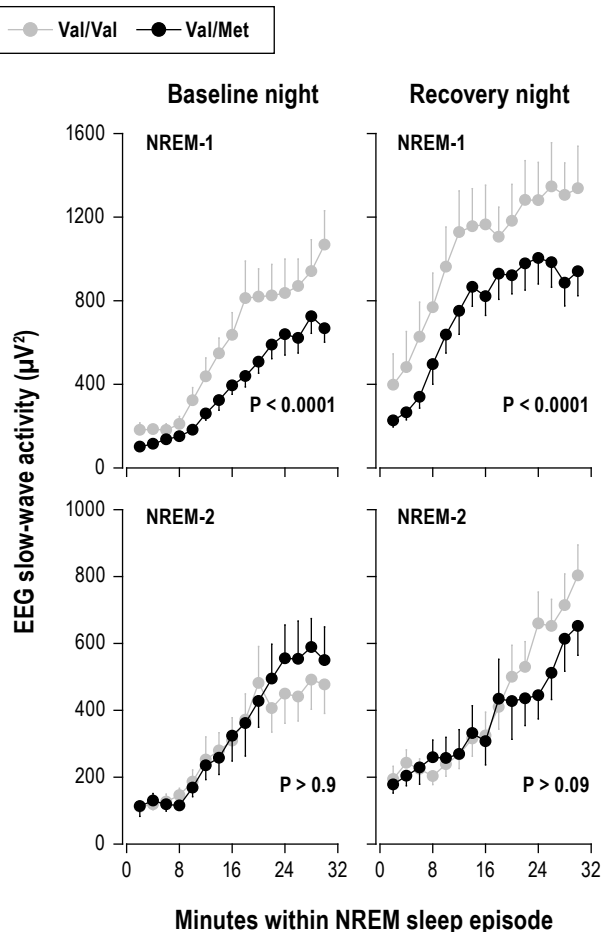 Val/Val Val/Met
Baseline night Recovery night
EEG slow-wave activity (µV²)
1600
1200
800
400
0
NREM-1
P < 0.0001
NREM-1
P < 0.0001
1000
800
600
400
200
0
NREM-2
P > 0.9
NREM-2
P > 0.09
0 8 16 24 32 0 8 16 24 32
Minutes within NREM sleep episode